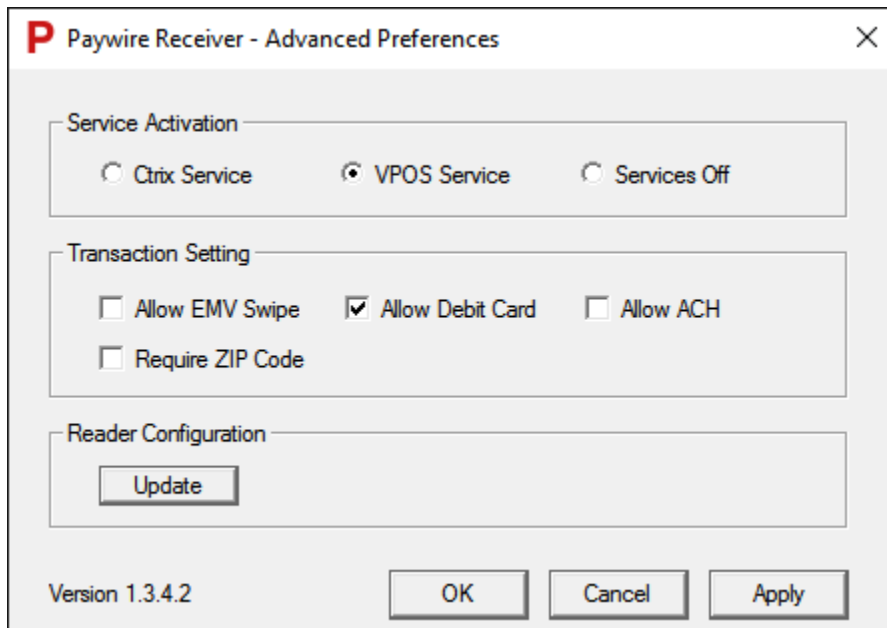 P Paywire Receiver - Advanced Preferences
Service Activation
Ctrix Service VPOS Service Services Off
Transaction Setting
Allow EMV Swipe Allow Debit Card Allow ACH
Require ZIP Code
Reader Configuration
Update
Version 1.3.4.2 OK Cancel Apply